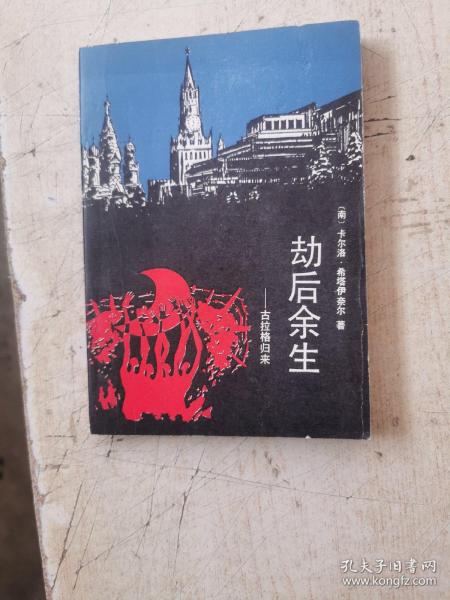 (南)卡尔洛·希塔伊奈尔 著
劫后余生
——古拉格归来
孔夫子旧书网
www.kongfz.com